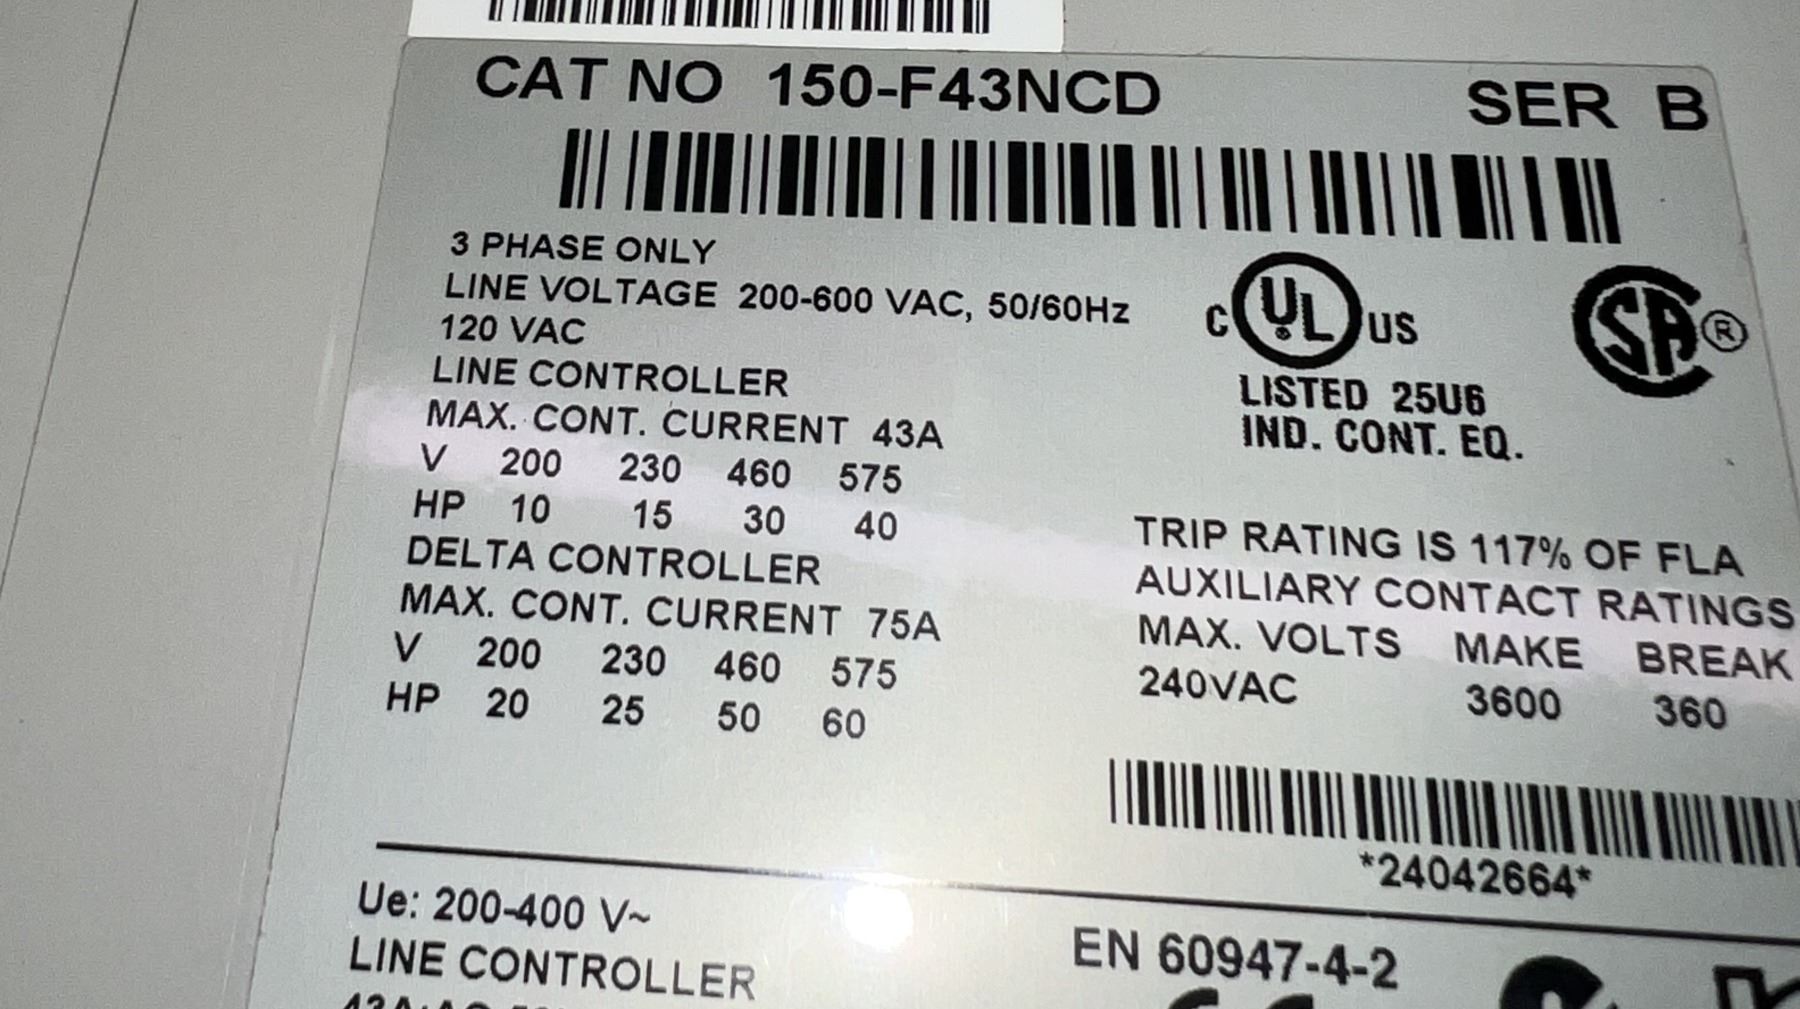 CAT NO 150-F43NCD SER B
3 PHASE ONLY
LINE VOLTAGE 200-600 VAC, 50/60Hz
120 VAC
LINE CONTROLLER
MAX. CONT. CURRENT 43A
V 200 230 460 575
HP 10 15 30 40
DELTA CONTROLLER
MAX. CONT. CURRENT 75A
V 200 230 460 575
HP 20 25 50 60
C UL US
LISTED 25U6
IND. CONT. EQ.
SA ®
TRIP RATING IS 117% OF FLA
AUXILIARY CONTACT RATINGS
MAX. VOLTS MAKE BREAK
240VAC 3600 360
*24042664*
Ue: 200-400 V~
LINE CONTROLLER
EN 60947-4-2